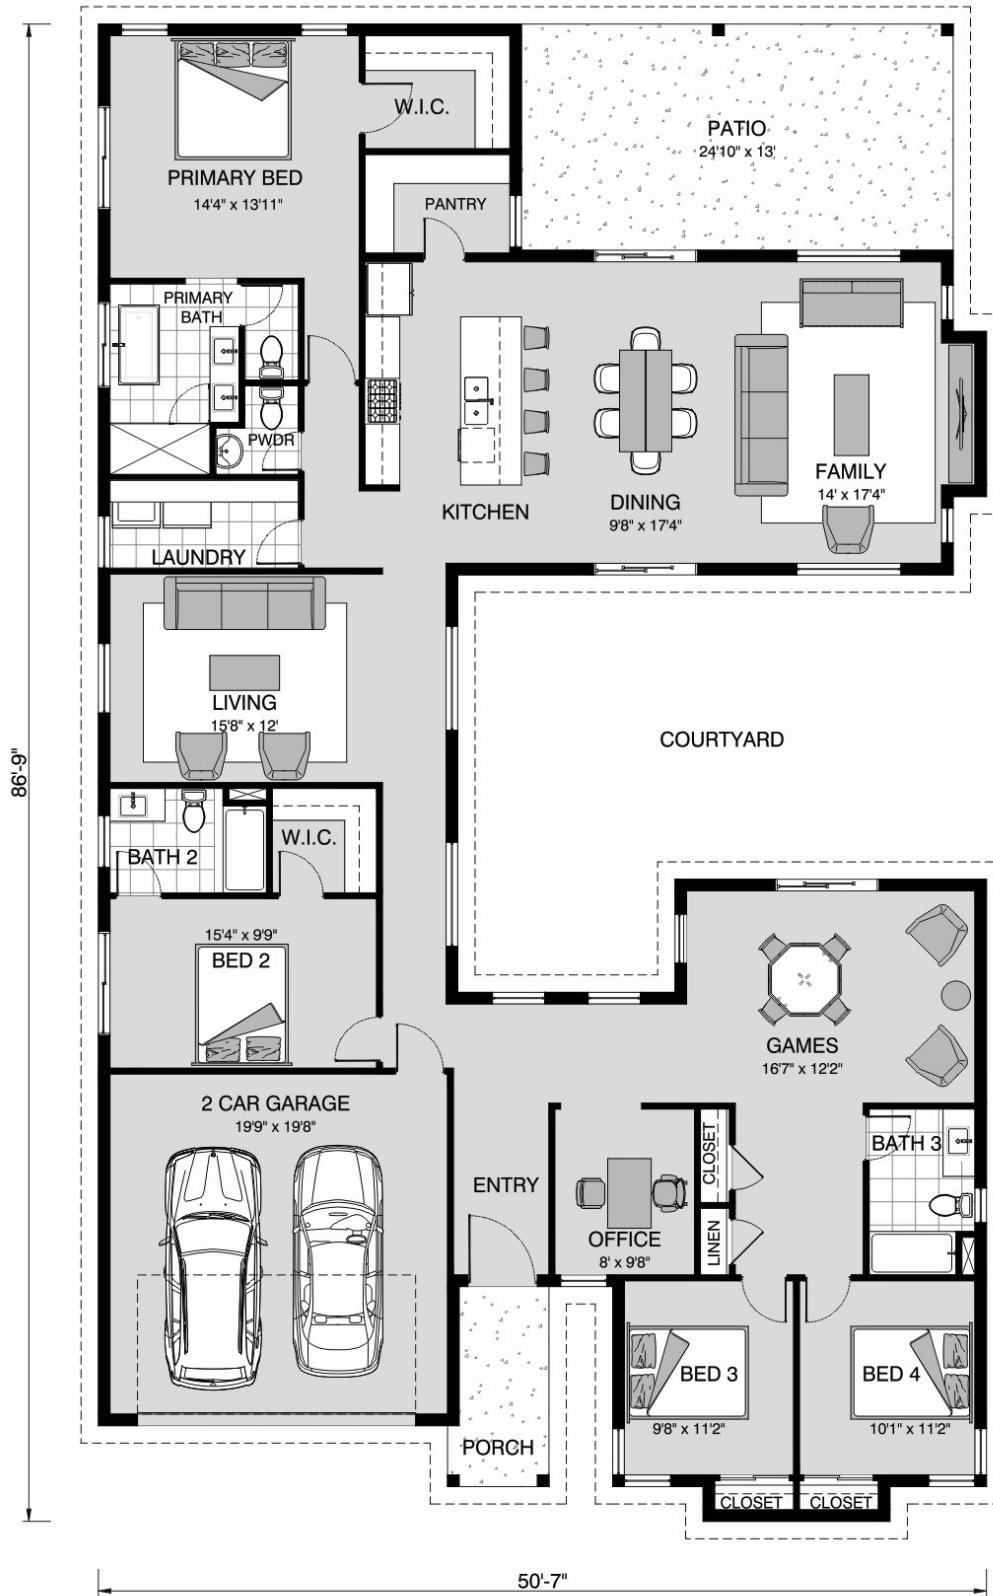 W.I.C.
PATIO
24'10" x 13'
PRIMARY BED
14'4" x 13'11"
PANTRY
PRIMARY
BATH
PWDR
KITCHEN
DINING
9'8" x 17'4"
FAMILY
14' x 17'4"
LAUNDRY
LIVING
15'8" x 12'
COURTYARD
86'-9"
BATH 2
W.I.C.
15'4" x 9'9"
BED 2
GAMES
16'7" x 12'2"
2 CAR GARAGE
19'9" x 19'8"
ENTRY
OFFICE
8' x 9'8"
CLOSET
LINEN
BATH 3
BED 3
9'8" x 11'2"
BED 4
10'1" x 11'2"
PORCH
CLOSET
CLOSET
50'-7"